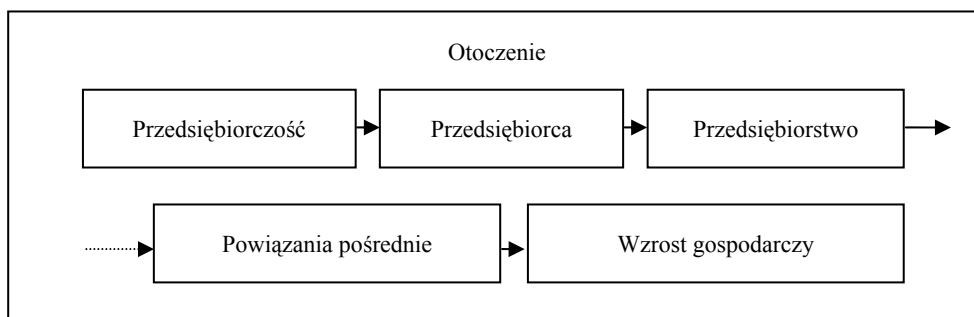 Otoczenie
Przedsiębiorczość
Przedsiębiorca
Przedsiębiorstwo
Powiązania pośrednie
Wzrost gospodarczy